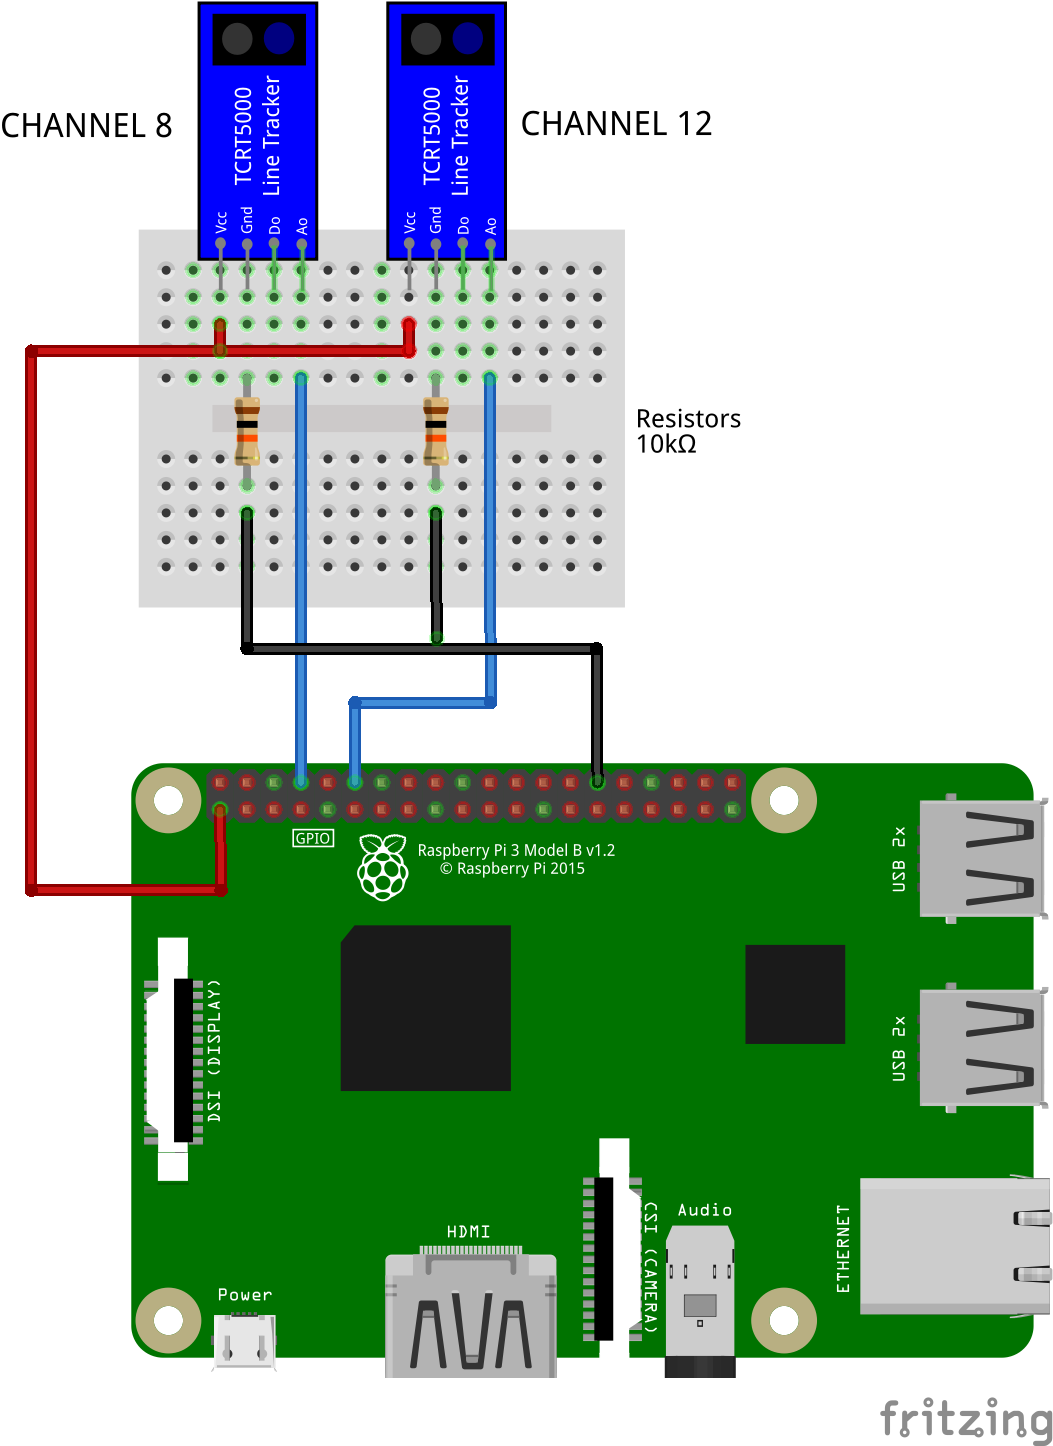 CHANNEL 8
TCRT5000
Line Tracker
Vcc
Gnd
Do
Ao
TCRT5000
Line Tracker
Vcc
Gnd
Do
Ao
CHANNEL 12
Resistors
10kΩ
GPIO
Raspberry Pi 3 Model B v1.2
© Raspberry Pi 2015
USB 2x
DSI (DISPLAY)
USB 2x
HDMI
CSI (CAMERA)
Audio
ETHERNET
Power
fritzing